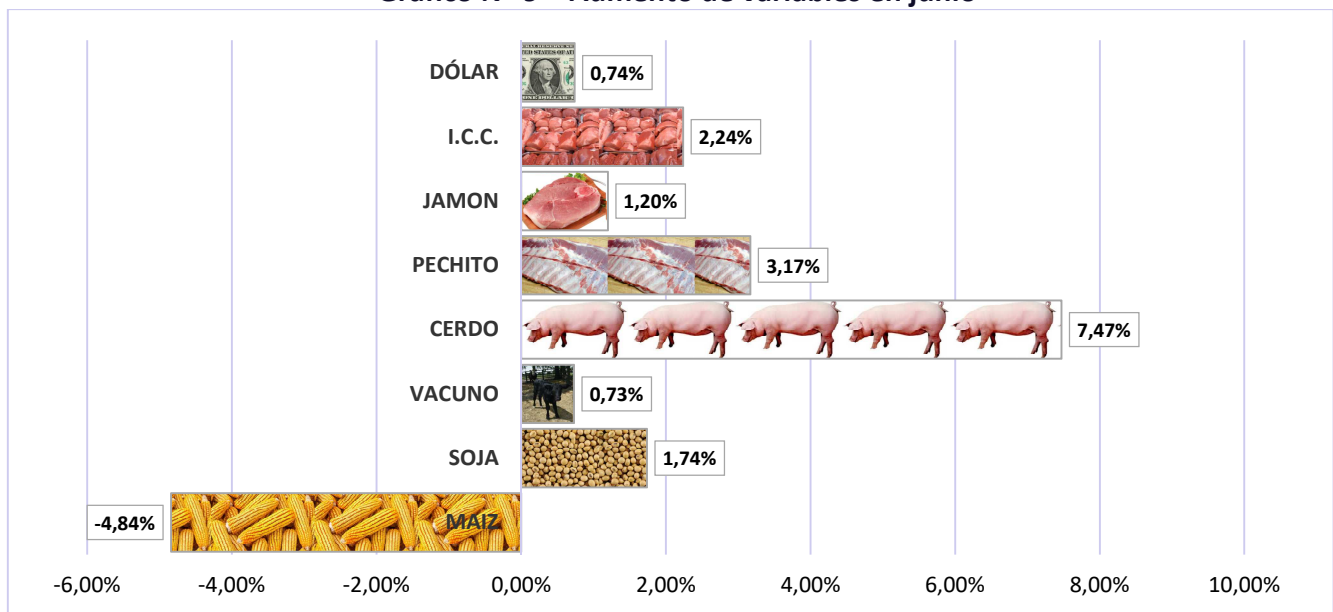 DÓLAR
0,74%
I.C.C.
2,24%
JAMON
1,20%
PECHITO
3,17%
CERDO
7,47%
VACUNO
0,73%
SOJA
1,74%
MAIZ
-4,84%
-6,00% -4,00% -2,00% 0,00% 2,00% 4,00% 6,00% 8,00% 10,00%